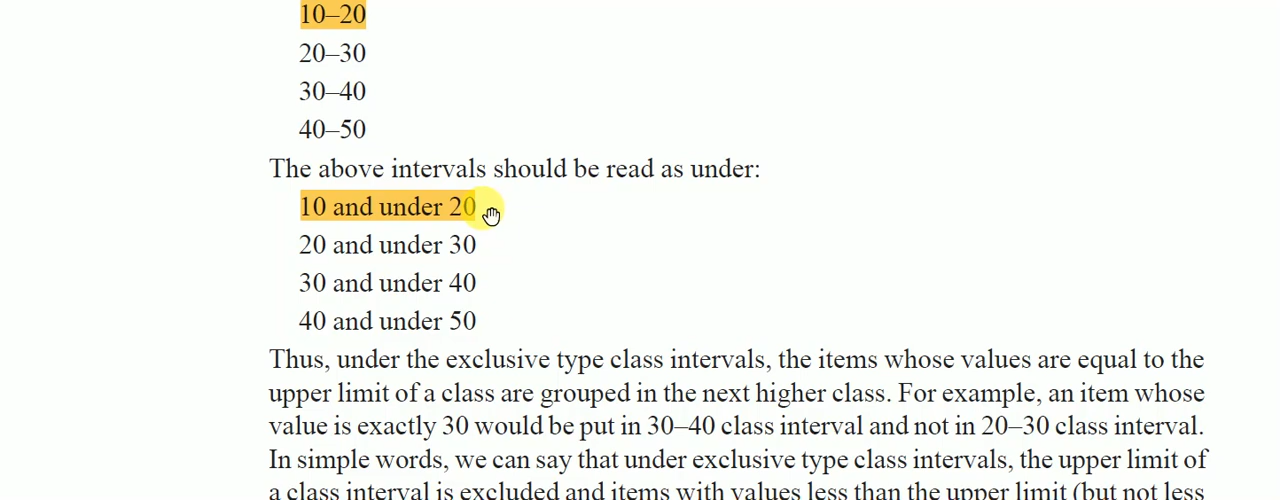 10–20
20–30
30–40
40–50
The above intervals should be read as under:
10 and under 20
20 and under 30
30 and under 40
40 and under 50
Thus, under the exclusive type class intervals, the items whose values are equal to the
upper limit of a class are grouped in the next higher class. For example, an item whose
value is exactly 30 would be put in 30–40 class interval and not in 20–30 class interval.
In simple words, we can say that under exclusive type class intervals, the upper limit of
a class interval is excluded and items with values less than the upper limit (but not less